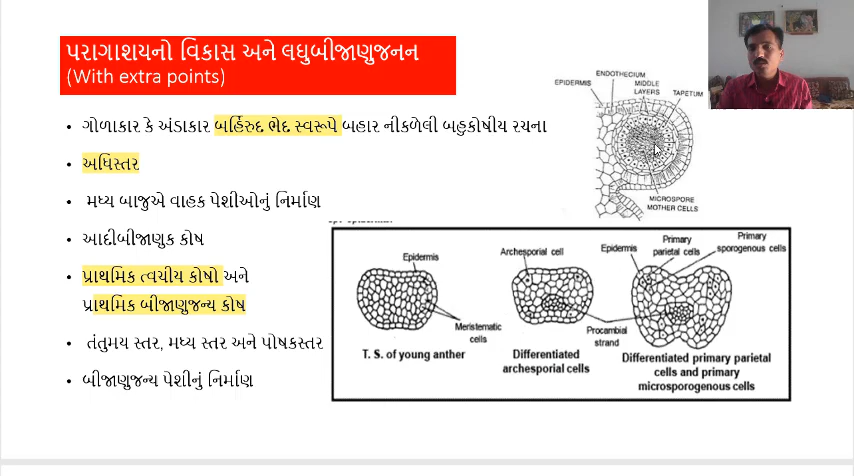 પરાગાશયનો વિકાસ અને લઘુબીજાણુજનન
(With extra points)
• ગોળાકાર કે અંડાકાર બર્હિરુદ ભેદ સ્વરૂપે બહાર નીકળેલી બહુકોષીય રચના
• અધિસ્તર
• મધ્ય બાજુએ વાહક પેશીઓનું નિર્માણ
• આદીબીજાણુક કોષ
• પ્રાથમિક ત્વચીય કોષો અને
પ્રાથમિક બીજાણુજન્ય કોષ
• તંતુમય સ્તર, મધ્ય સ્તર અને પોષકસ્તર
• બીજાણુજન્ય પેશીનું નિર્માણ
ENDOTHECIUM
EPIDERMIS
MIDDLE
LAYERS
TAPETUM
MICROSPORE
MOTHER CELLS
Epidermis
Meristematic
cells
T. S. of young anther
Archesporial cell
Procambial
strand
Differentiated
archesporial cells
Epidermis
Primary
parietal cells
Primary
sporogenous cells
Differentiated primary parietal
cells and primary
microsporogenous cells